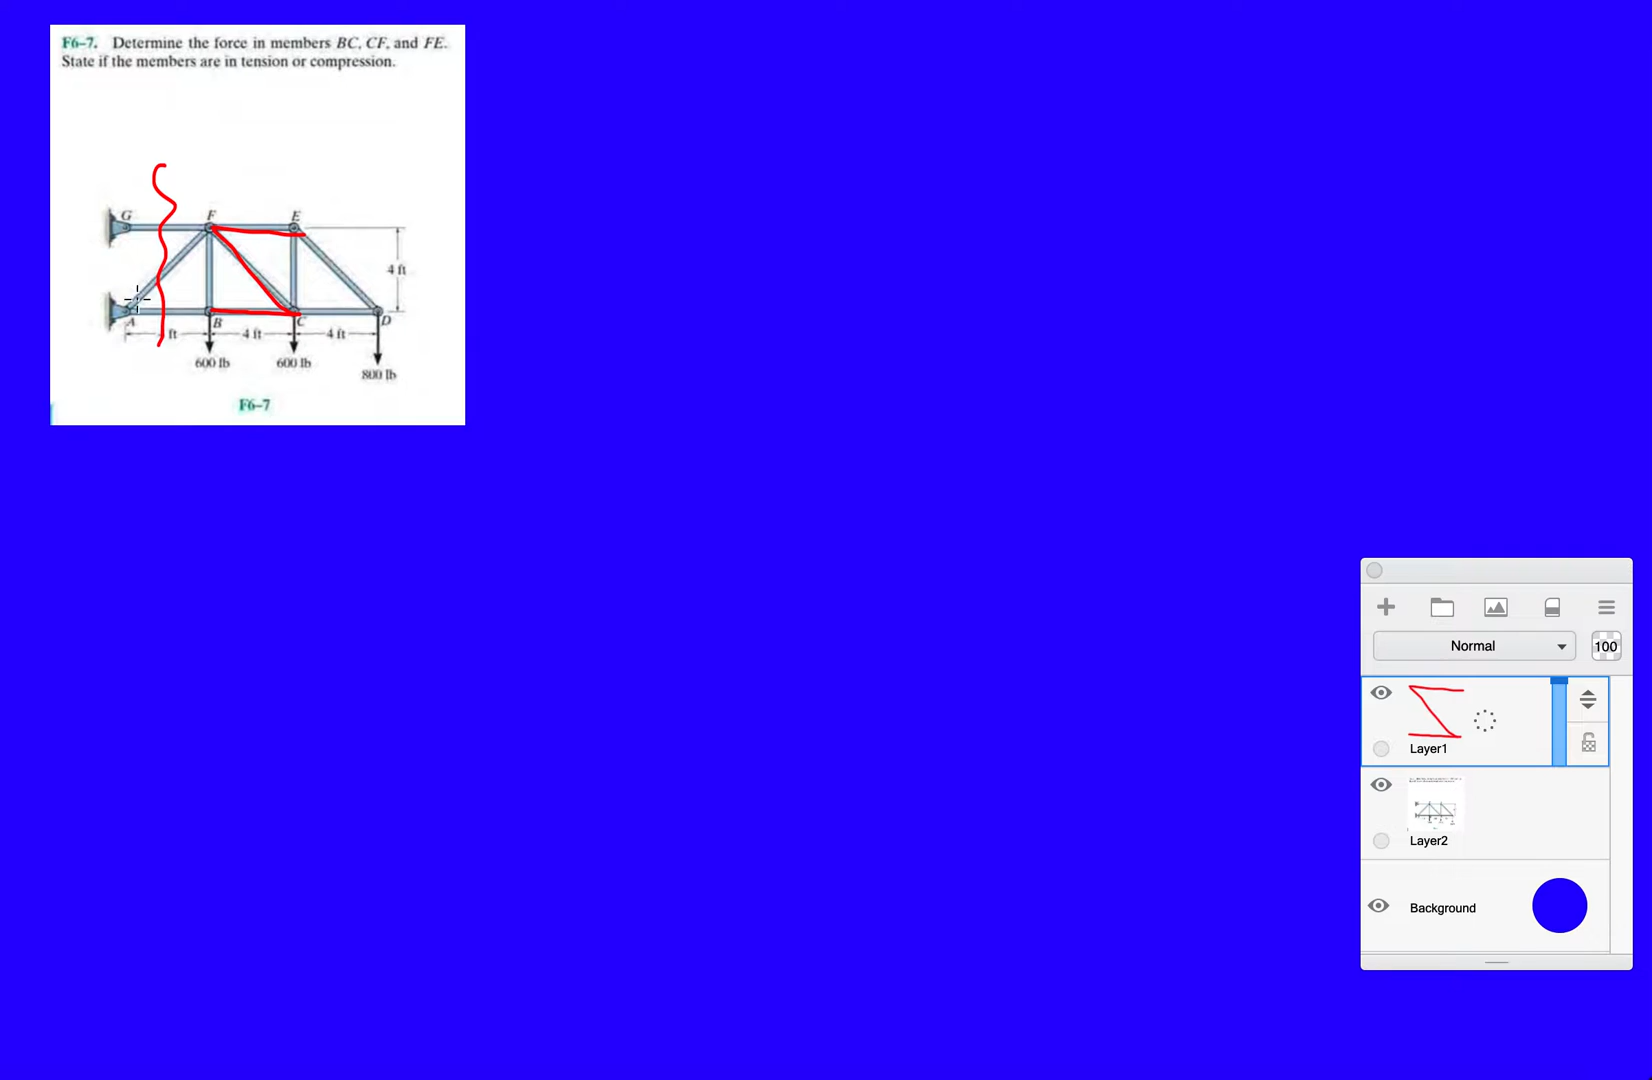 F6–7. Determine the force in members BC, CF, and FE.
State if the members are in tension or compression.
G
F
E
4 ft
A
B
C
D
ft
4 ft
4 ft
600 lb
600 lb
800 lb
F6–7
Normal
100
Layer1
Layer2
Background